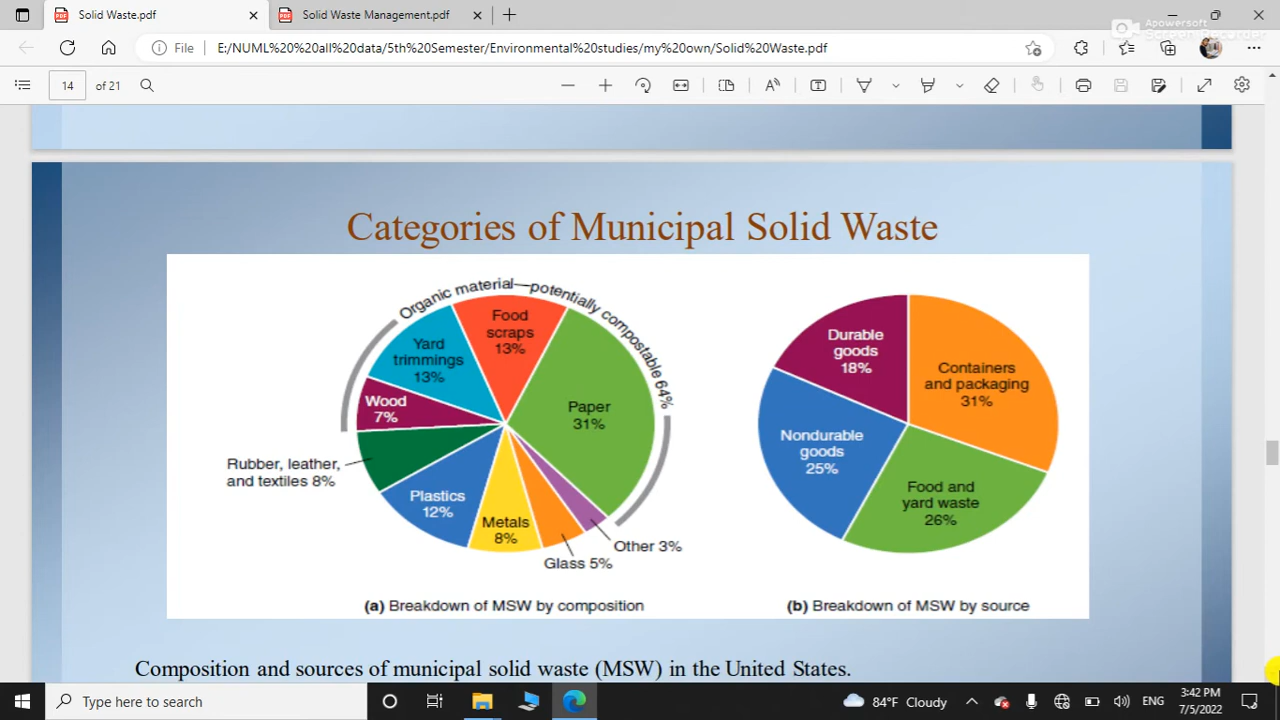 Solid Waste.pdf
Solid Waste Management.pdf
Apowersoft
Screen Recorder
File
E:/NUML%20%20all%20data/5th%20Semester/Environmental%20studies/my%20own/Solid%20Waste.pdf
14 of 21
Categories of Municipal Solid Waste
Organic material—potentially compostable 64%
Food
scraps
13%
Yard
trimmings
13%
Wood
7%
Paper
31%
Rubber, leather,
and textiles 8%
Plastics
12%
Metals
8%
Glass 5%
Other 3%
(a) Breakdown of MSW by composition
Durable
goods
18%
Containers
and packaging
31%
Nondurable
goods
25%
Food and
yard waste
26%
(b) Breakdown of MSW by source
Composition and sources of municipal solid waste (MSW) in the United States.
Type here to search
84°F Cloudy
ENG
3:42 PM
7/5/2022